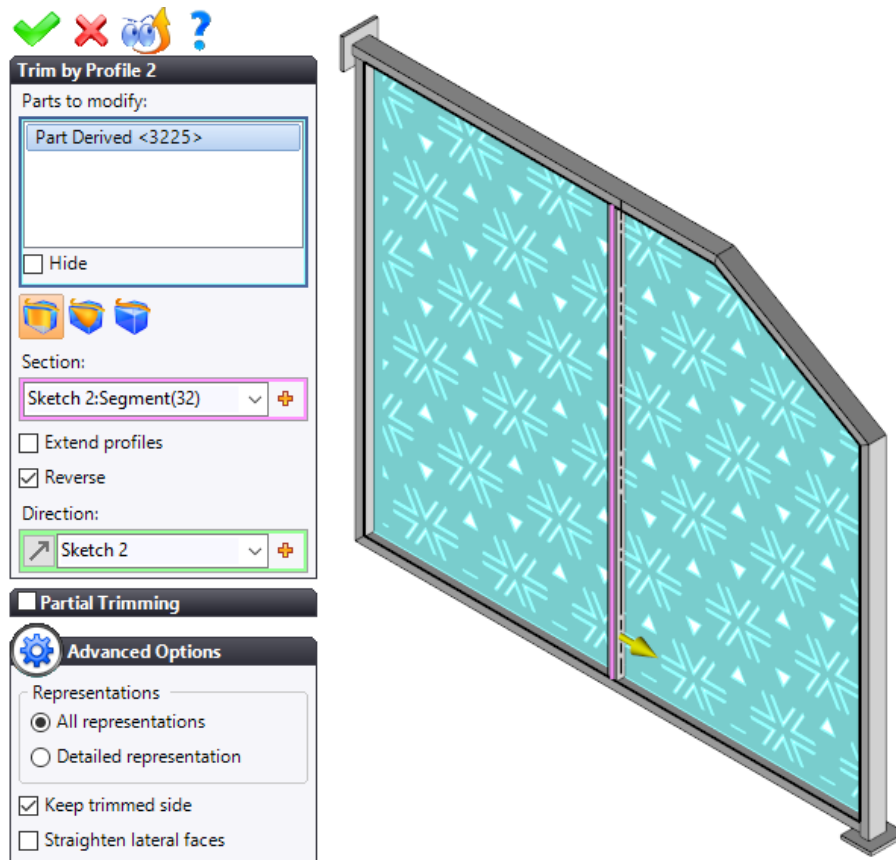 ?
Trim by Profile 2
Parts to modify:
Part Derived <3225>
Hide
Section:
Sketch 2:Segment(32)
Extend profiles
Reverse
Direction:
Sketch 2
Partial Trimming
Advanced Options
Representations
All representations
Detailed representation
Keep trimmed side
Straighten lateral faces